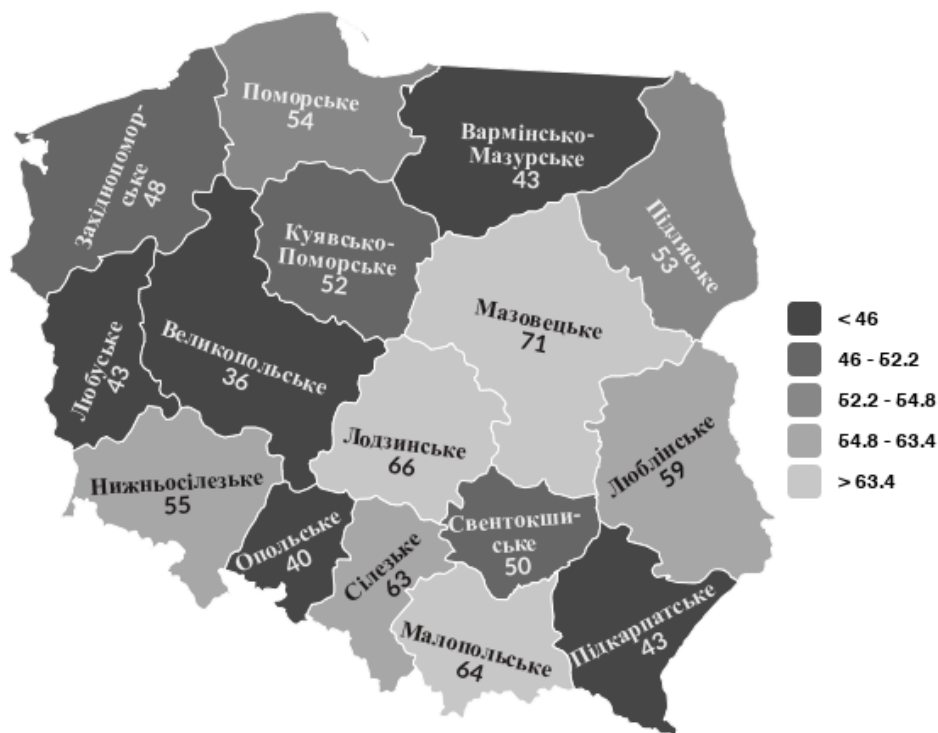 Поморське
54
Вармінсько-
Мазурське
43
Західнопомор-
ське
48
Підляське
53
Куявсько-
Поморське
52
Мазовецьке
71
Любуське
43
Великопольське
36
Лодзинське
66
Люблінське
59
Нижньосілезьке
55
Опольське
40
Сілезьке
63
Свентокши-
ське
50
Малопольське
64
Підкарпатське
43
< 46
46 - 52.2
52.2 - 54.8
54.8 - 63.4
> 63.4